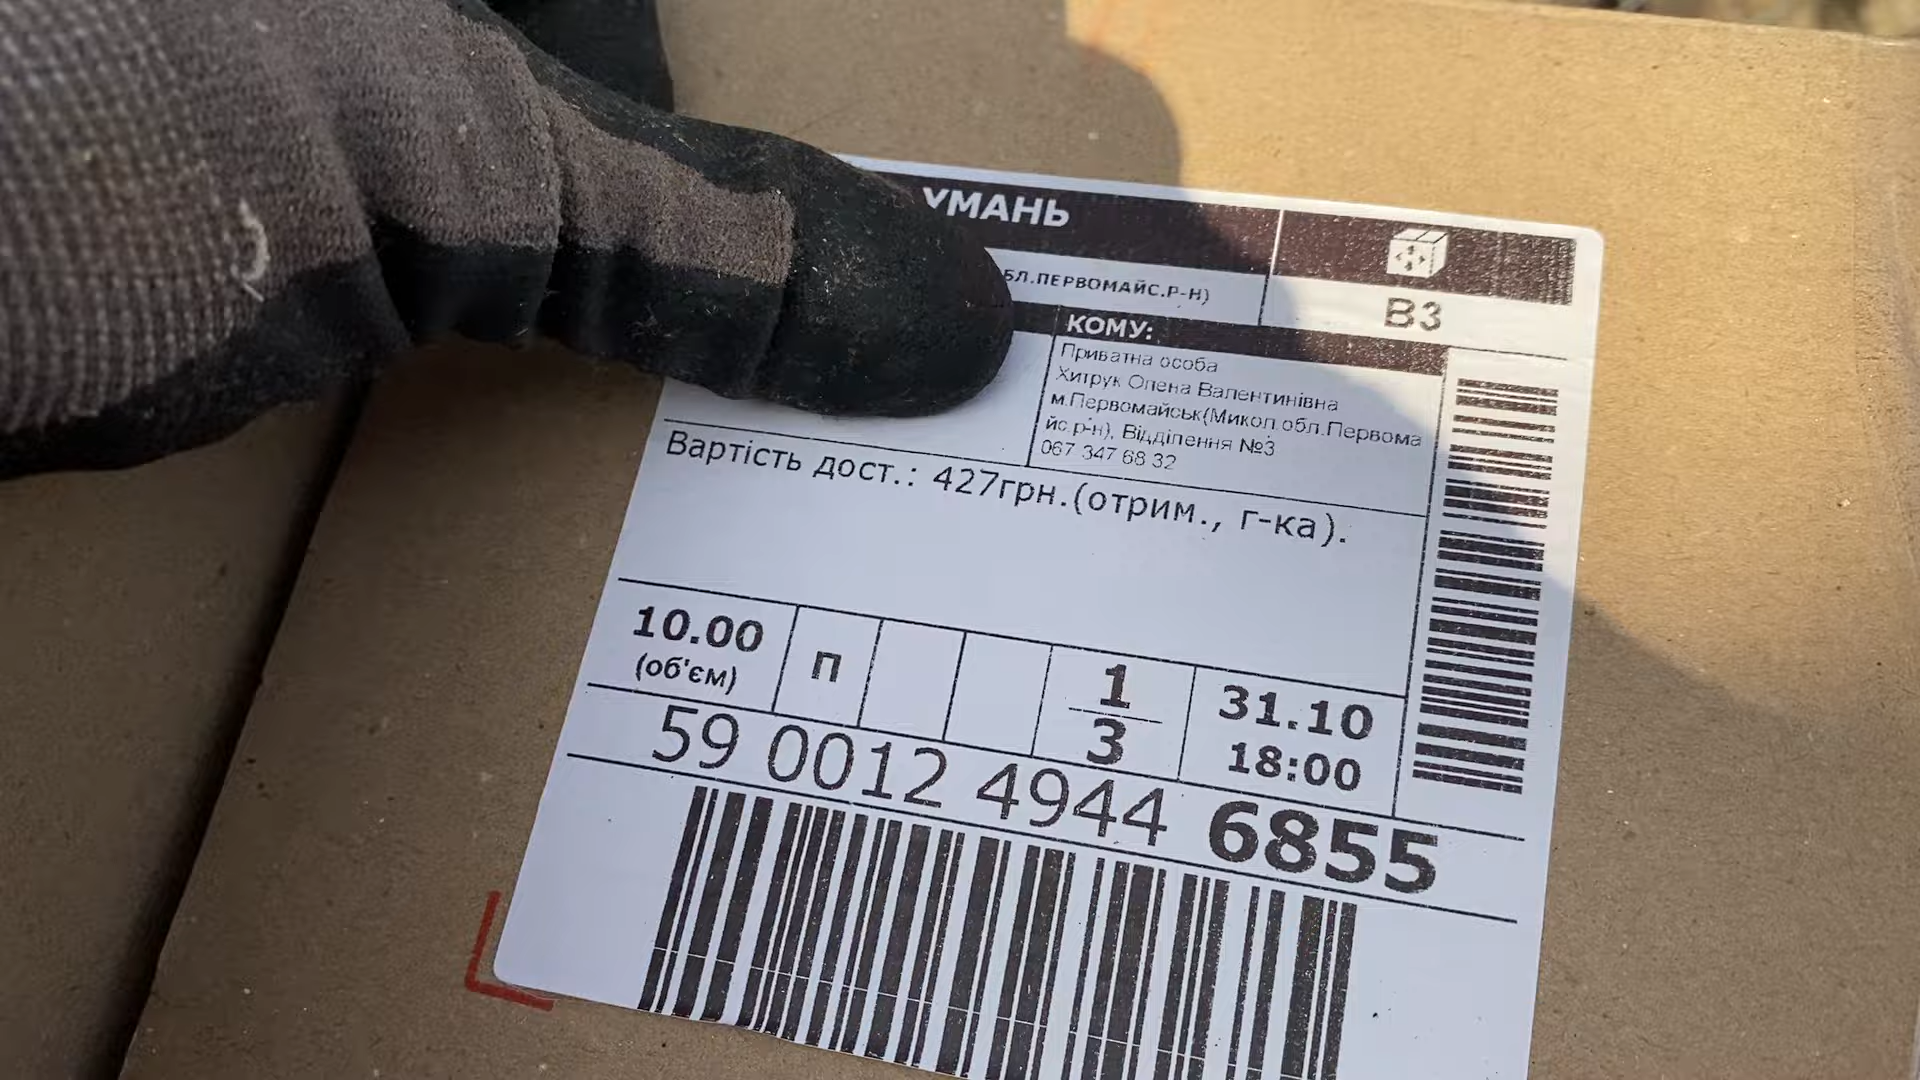 УМАНЬ
БЛ.ПЕРВОМАЙС.Р-Н)
В3
КОМУ:
Приватна особа
Хитрук Олена Валентинівна
м.Первомайськ(Микол.обл.Первома
йс.р-н), Відділення №3
067 347 68 32
Вартість дост.: 427грн.(отрим., г-ка).
10.00
(об'єм)
п
1
3
31.10
18:00
59 0012 4944 6855